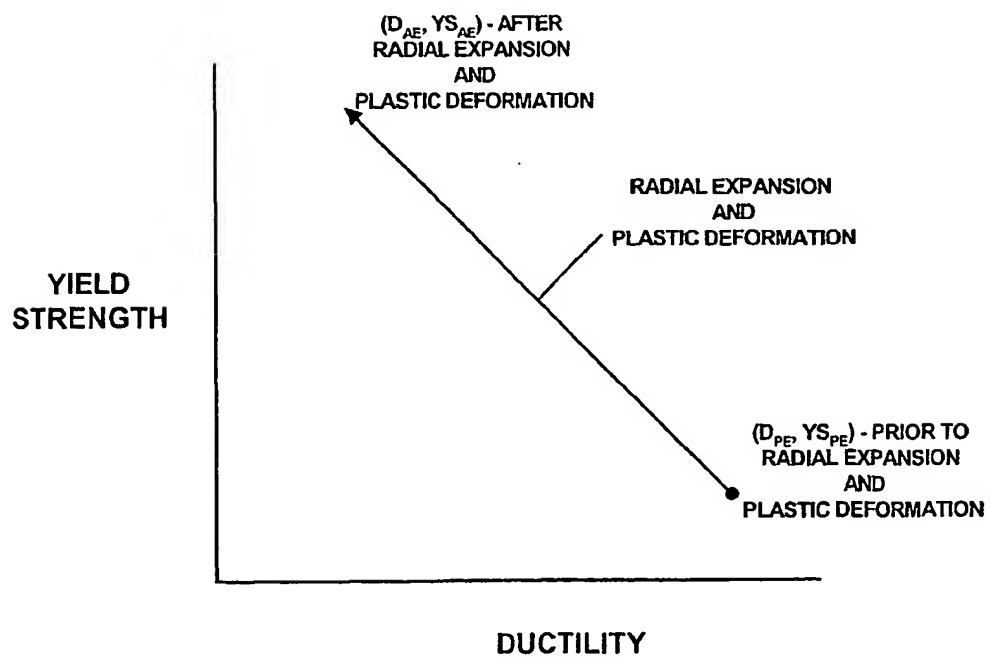 (D_AE, YS_AE) - AFTER
RADIAL EXPANSION
AND
PLASTIC DEFORMATION
RADIAL EXPANSION
AND
PLASTIC DEFORMATION
YIELD
STRENGTH
(D_PE, YS_PE) - PRIOR TO
RADIAL EXPANSION
AND
PLASTIC DEFORMATION
DUCTILITY